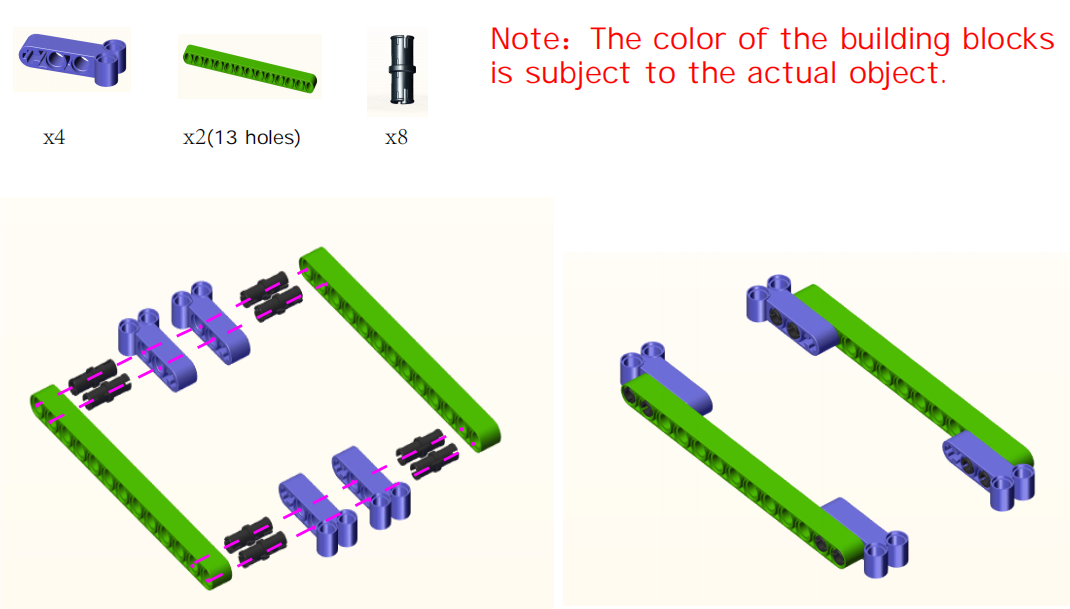 Note：The color of the building blocks
is subject to the actual object.
x4
x2(13 holes)
x8